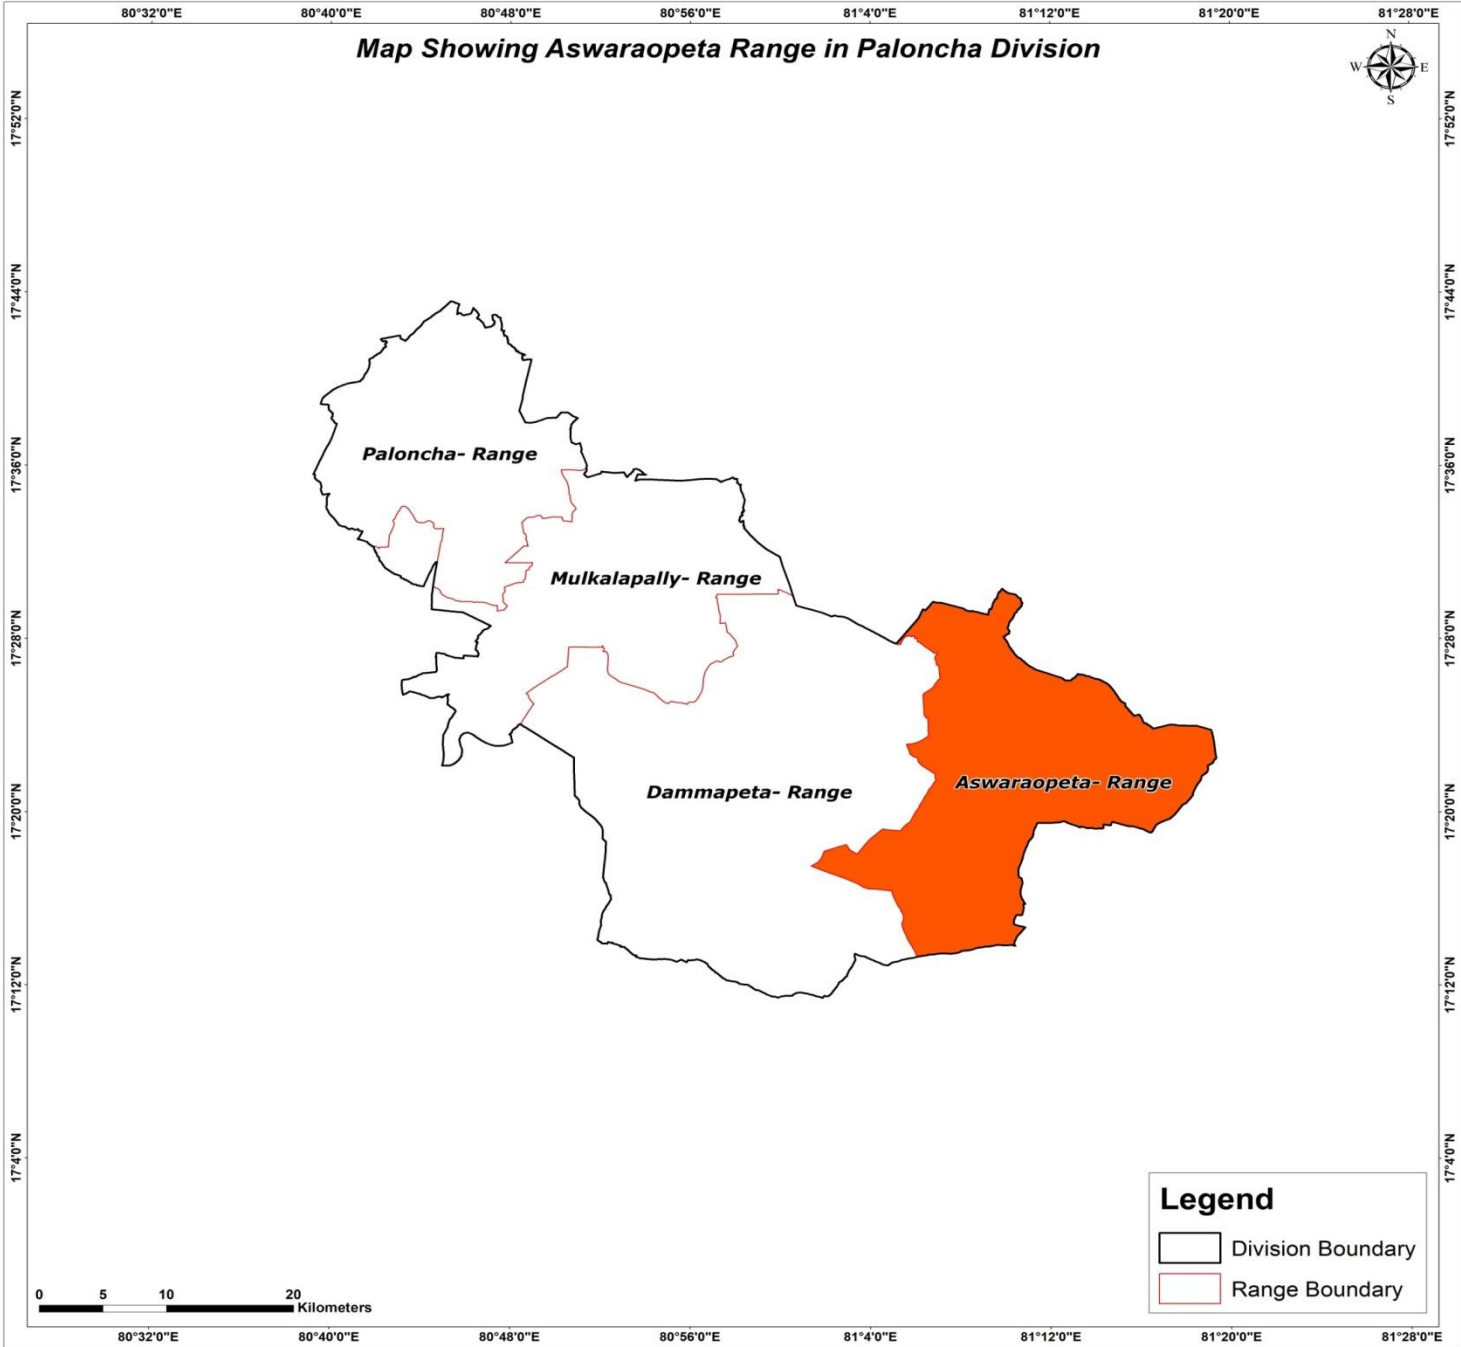 80°32'0"E 80°40'0"E 80°48'0"E 80°56'0"E 81°4'0"E 81°12'0"E 81°20'0"E 81°28'0"E
Map Showing Aswaraopeta Range in Paloncha Division
N
W E
S
17°52'0"N 17°52'0"N
17°44'0"N 17°44'0"N
Paloncha- Range
17°36'0"N 17°36'0"N
Mulkalapally- Range
17°28'0"N 17°28'0"N
Aswaraopeta- Range
Dammapeta- Range
17°20'0"N 17°20'0"N
17°12'0"N 17°12'0"N
17°4'0"N 17°4'0"N
Legend
Division Boundary
Range Boundary
0 5 10 20
Kilometers
80°32'0"E 80°40'0"E 80°48'0"E 80°56'0"E 81°4'0"E 81°12'0"E 81°20'0"E 81°28'0"E